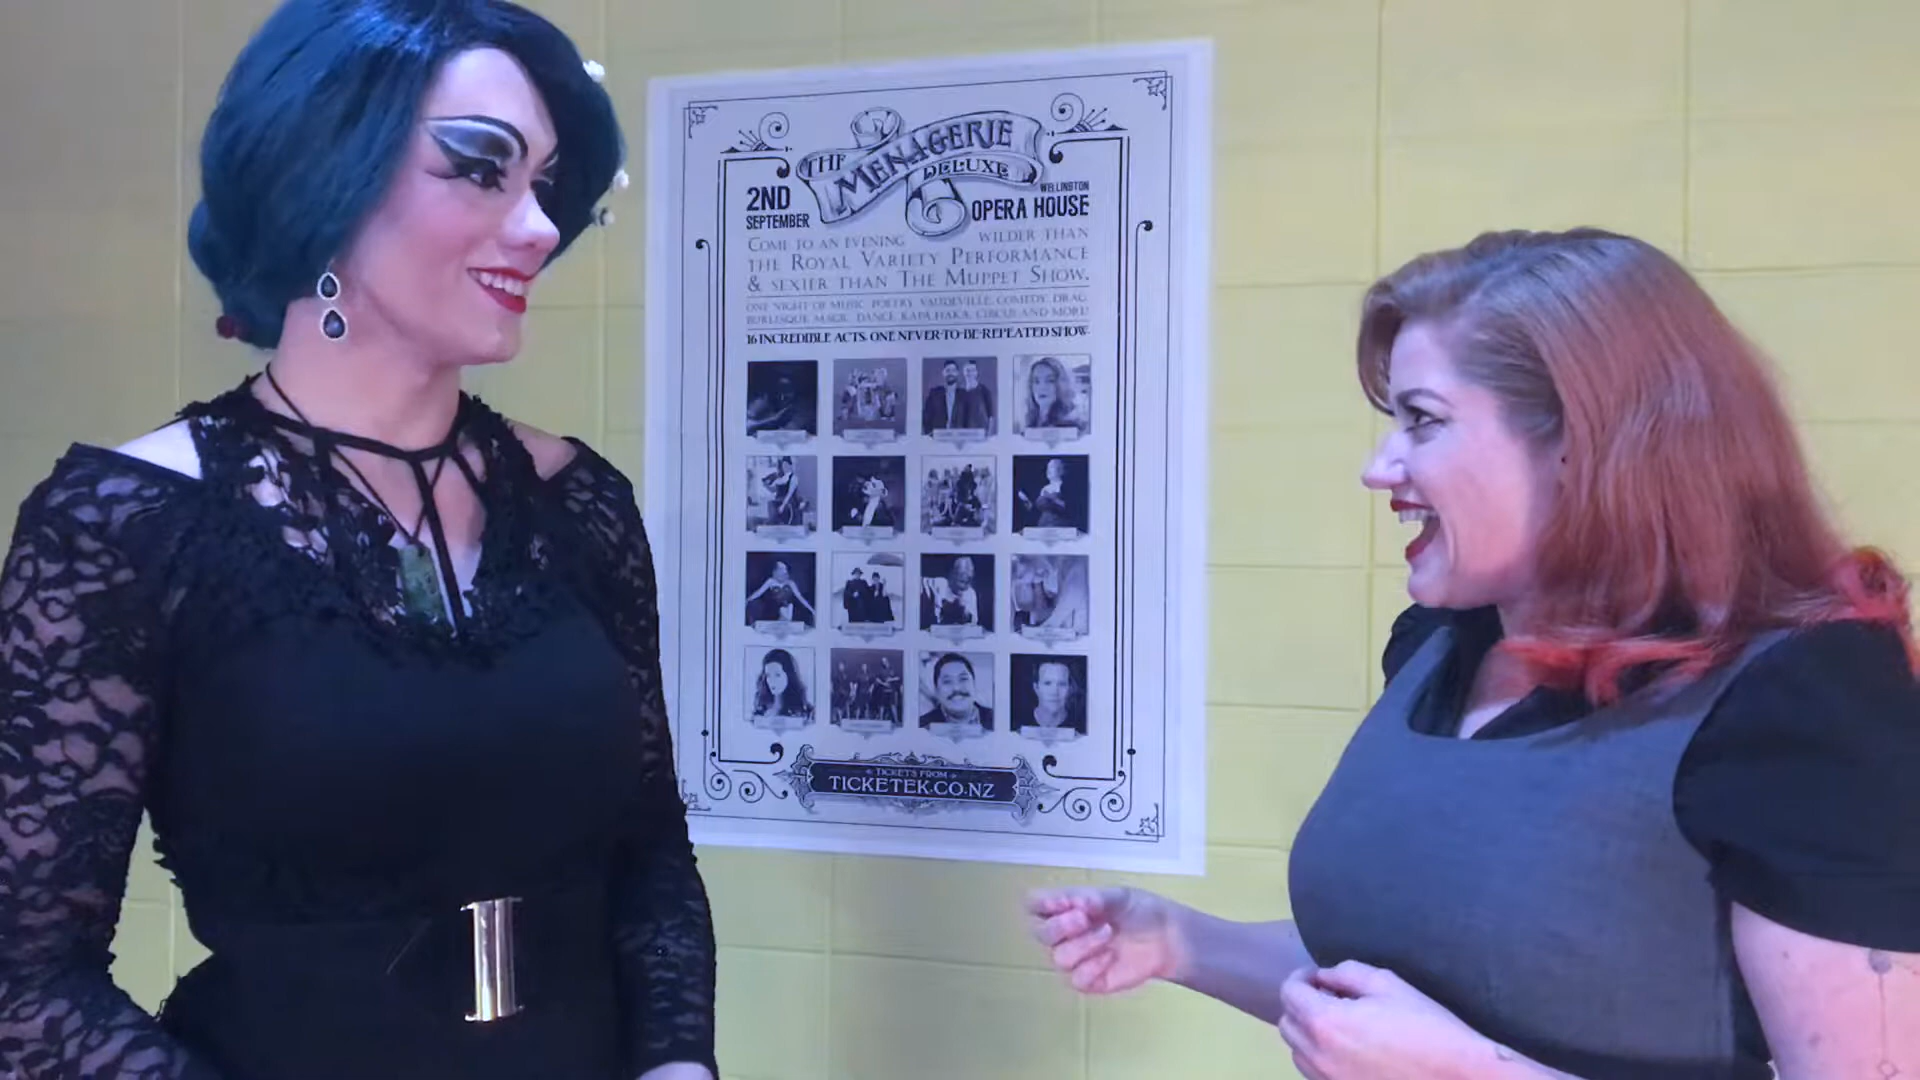 THE MENAGERIE
DELUXE
2ND
SEPTEMBER
WELLINGTON
OPERA HOUSE
COME TO AN EVENING WILDER THAN
THE ROYAL VARIETY PERFORMANCE
& SEXIER THAN THE MUPPET SHOW.
ONE NIGHT OF MUSIC, POETRY, VAUDEVILLE, COMEDY, DRAG,
BURLESQUE, MAGIC, DANCE, KAPA HAKA, CIRCUS AND MORE!
16 INCREDIBLE ACTS. ONE NEVER-TO-BE-REPEATED SHOW.
TICKETS FROM
TICKETEK.CO.NZ